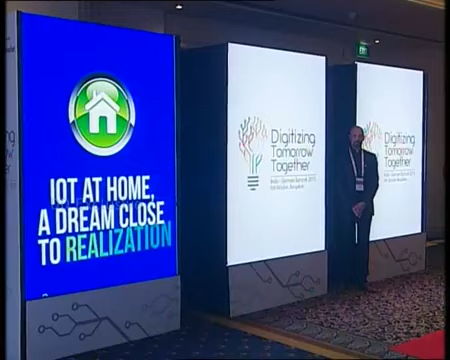 IOT AT HOME,
A DREAM CLOSE
TO REALIZATION
Digitizing
Tomorrow
Together
Digitizing
Tomorrow
Together